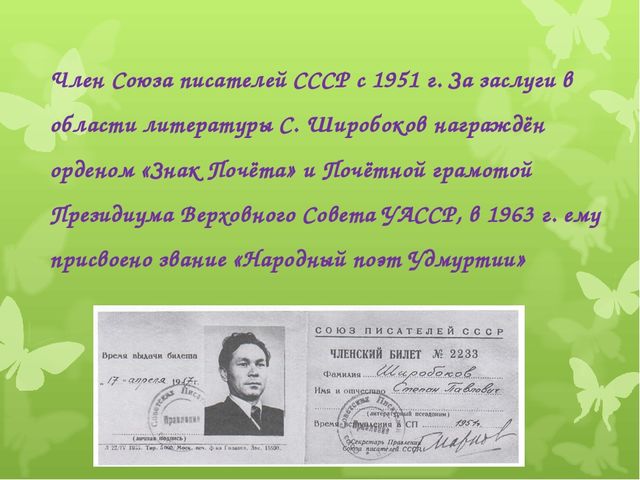 Член Союза писателей СССР с 1951 г. За заслуги в
области литературы С. Широбоков награждён
орденом «Знак Почёта» и Почётной грамотой
Президиума Верховного Совета УАССР, в 1963 г. ему
присвоено звание «Народный поэт Удмуртии»
Время выдачи билета
„17“ апреля 19 г.
Правление
(личная подпись)
СОЮЗ ПИСАТЕЛЕЙ СССР
ЧЛЕНСКИЙ БИЛЕТ № 2233
Фамилия Широбоков
Имя и отчество Степан Павлович
(литературный псевдоним)
Время вступления в СП 1951г.
Секретарь Правления
Союза писателей СССР